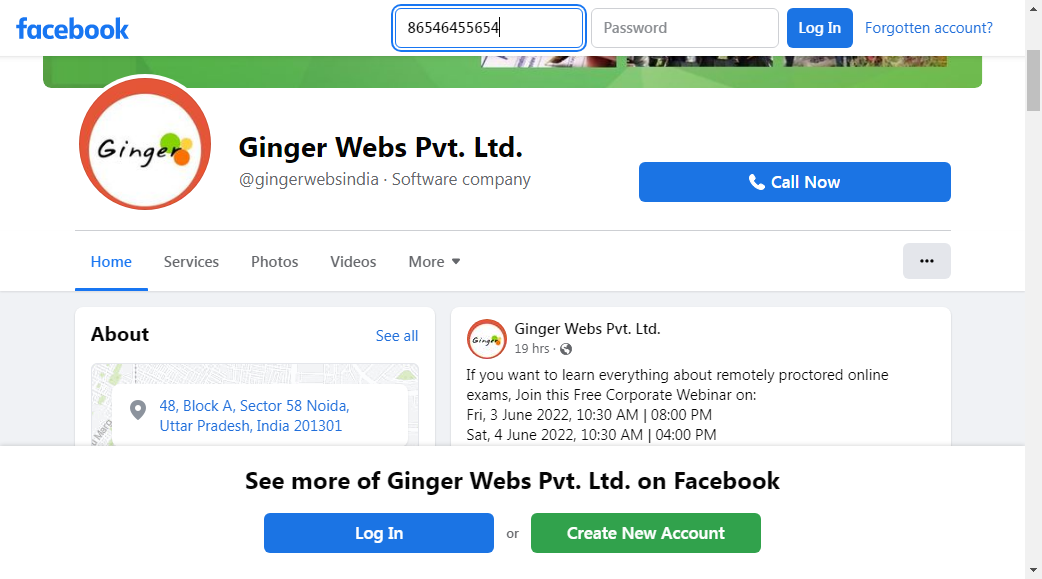 facebook
86546455654
Password
Log In
Forgotten account?
Ginger
Ginger Webs Pvt. Ltd.
@gingerwebsindia · Software company
Call Now
Home
Services
Photos
Videos
More
About
See all
48, Block A, Sector 58 Noida,
Uttar Pradesh, India 201301
Ginger
Ginger Webs Pvt. Ltd.
19 hrs ·
If you want to learn everything about remotely proctored online
exams, Join this Free Corporate Webinar on:
Fri, 3 June 2022, 10:30 AM | 08:00 PM
Sat, 4 June 2022, 10:30 AM | 04:00 PM
See more of Ginger Webs Pvt. Ltd. on Facebook
Log In
or
Create New Account